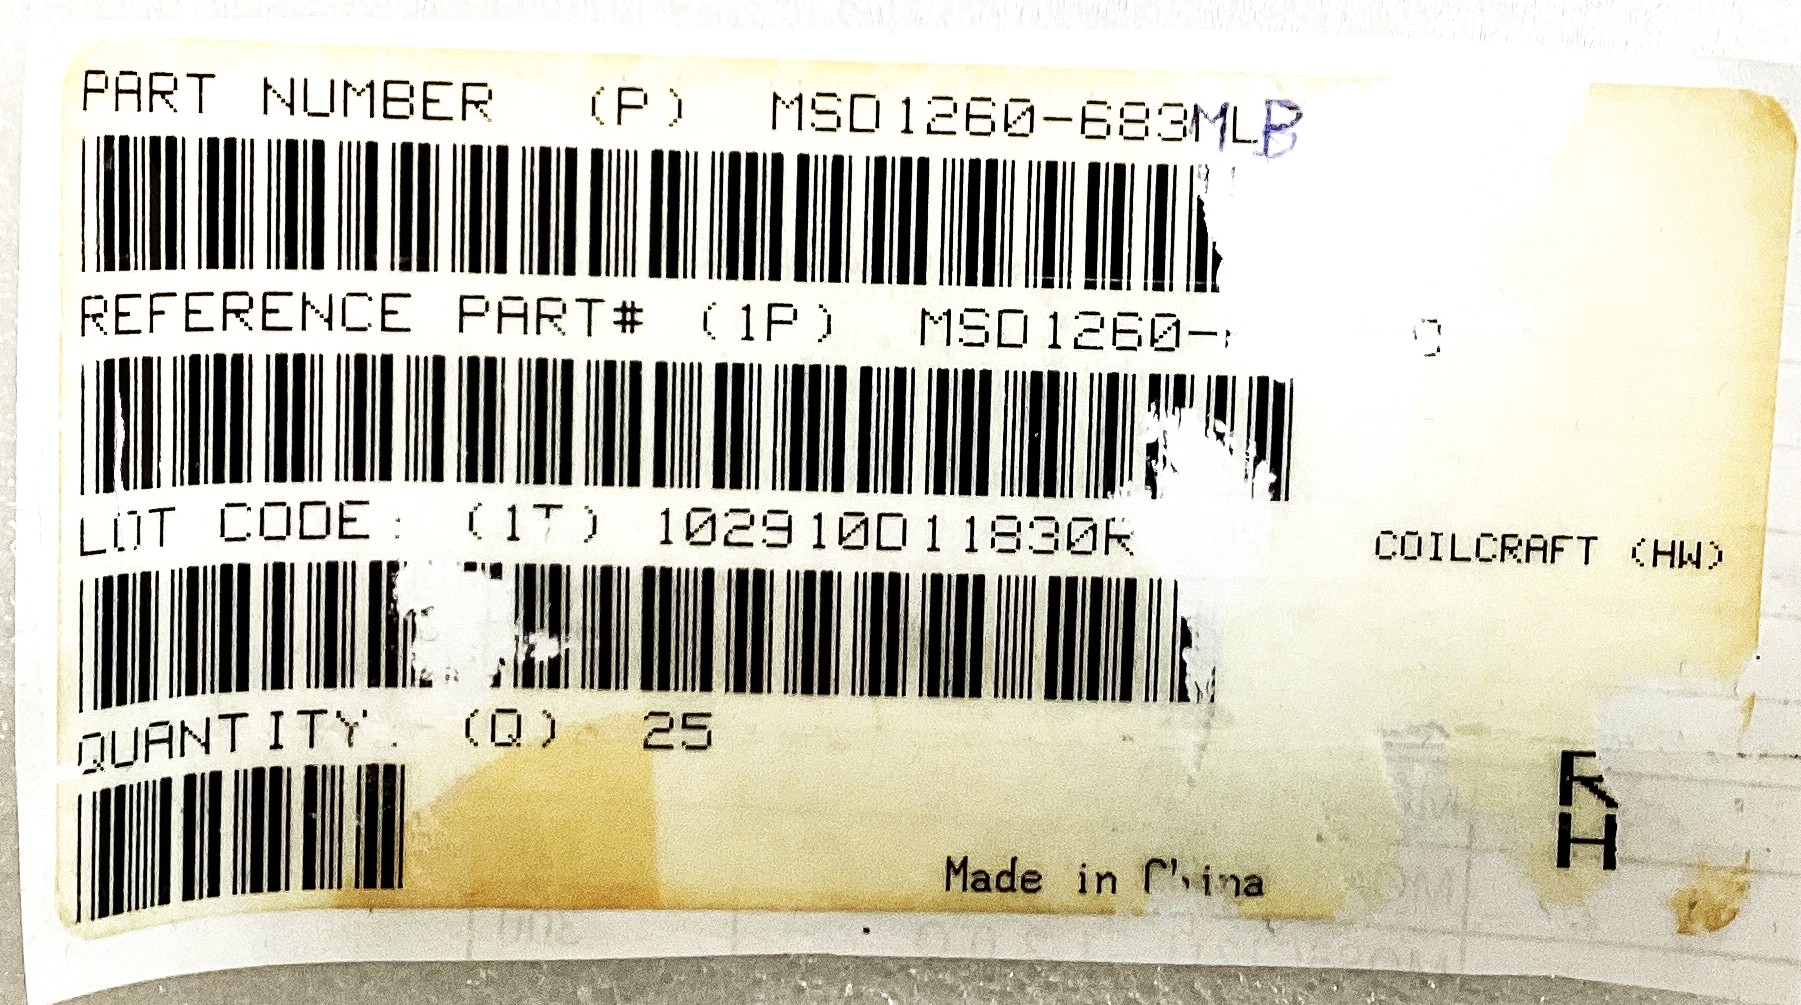 PART NUMBER (P) MSD1260-683MLB
REFERENCE PART# (1P) MSD1260-
LOT CODE: (1T) 102910D11830R
COILCRAFT (HW)
QUANTITY: (Q) 25
R
H
Made in China